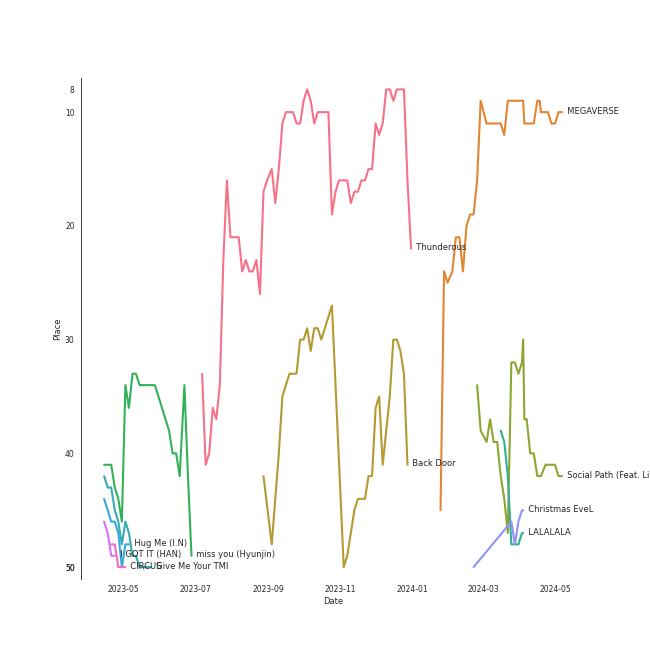 8
10
MEGAVERSE
20
Thunderous
30
Place
40
Back Door
Social Path (Feat. Li
Christmas EveL
LALALALA
Hug Me (I.N)
I GOT IT (HAN)
miss you (Hyunjin)
50
CIRCUS
Give Me Your TMI
2023-05
2023-07
2023-09
2023-11
2024-01
2024-03
2024-05
Date